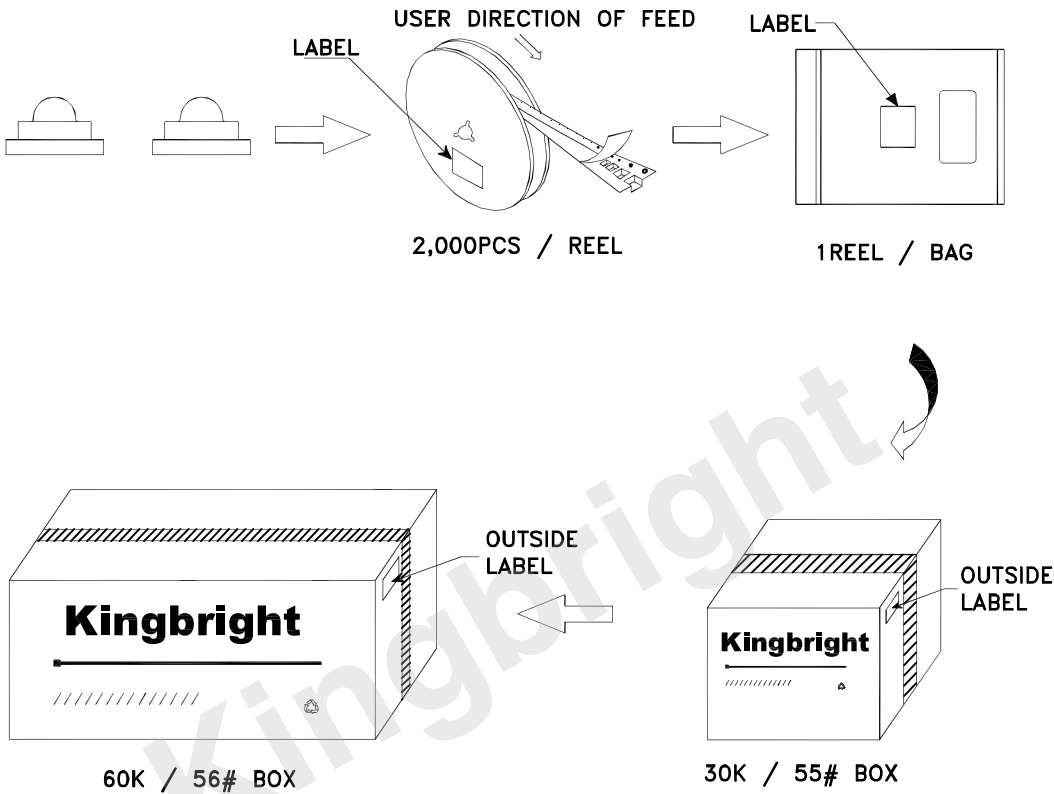 USER DIRECTION OF FEED
LABEL
LABEL
2,000PCS / REEL
1REEL / BAG
OUTSIDE
LABEL
OUTSIDE
LABEL
Kingbright
Kingbright
60K / 56# BOX
30K / 55# BOX
Kingbright